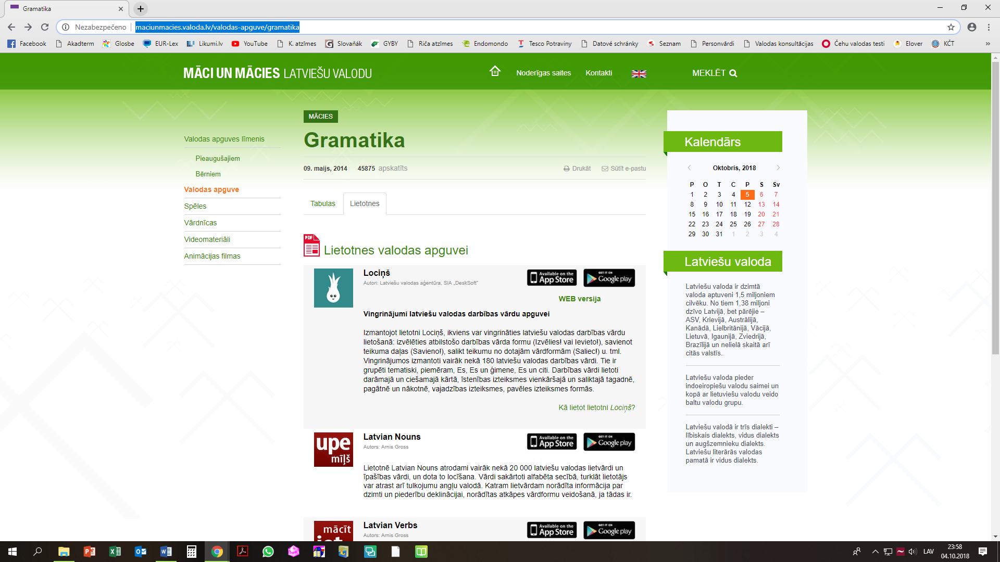 Gramatika
Nezabezpečeno
maciunmacies.valoda.lv/valodas-apguve/gramatika
Facebook
Akadterm
Glosbe
EUR-Lex
Likumi.lv
YouTube
K. atzīmes
Slovaňák
GYBY
Riča atzīmes
Endomondo
Tesco Potraviny
Datové schránky
Seznam
Personvārdi
Valodas konsultācijas
Čehu valodas testi
Elover
KČT
MĀCI UN MĀCIES LATVIEŠU VALODU
Noderīgas saites
Kontakti
MEKLĒT
Valodas apguves līmenis
Pieaugušajiem
Bērniem
Valodas apguve
Spēles
Vārdnīcas
Videomateriāli
Animācijas filmas
MĀCIES
Gramatika
09. maijs, 2014 45875 apskatīts
Drukāt
Sūtīt e-pastu
Tabulas
Lietotnes
PDF
Lietotnes valodas apguvei
Lociņš
Autori: Latviešu valodas aģentūra, SIA „DeskSoft”
Available on the
App Store
GET IT ON
Google play
WEB versija
Vingrinājumi latviešu valodas darbības vārdu apguvei
Izmantojot lietotni Lociņš, ikviens var vingrināties latviešu valodas darbības vārdu
lietošanā: izvēlēties atbilstošo darbības vārda formu (Izvēlies! vai Ievieto!), savienot
teikuma daļas (Savieno!), salikt teikumu no dotajām vārdformām (Saliec!) u. tml.
Vingrinājumos izmantoti vairāk nekā 180 latviešu valodas darbības vārdi. Tie ir
grupēti tematiski, piemēram, Es, Es un ģimene, Es un citi. Darbības vārdi lietoti
darāmajā un ciešamajā kārtā, īstenības izteiksmes vienkāršajā un saliktajā tagadnē,
pagātnē un nākotnē, vajadzības izteiksmes, pavēles izteiksmes formās.
Kā lietot lietotni Lociņš?
upe
mīļš
Latvian Nouns
Autors: Arnis Gross
Available on the
App Store
GET IT ON
Google play
Lietotnē Latvian Nouns atrodami vairāk nekā 20 000 latviešu valodas lietvārdi un
īpašības vārdi, un dota to locīšana. Vārdi sakārtoti alfabēta secībā, turklāt lietotājs
var atrast arī tulkojumu angļu valodā. Katram lietvārdam norādīta informācija par
dzimti un piederību deklinācijai, norādītas atkāpes vārdformu veidošanā, ja tādas ir.
mācīt
Latvian Verbs
Autors: Arnis Gross
Available on the
App Store
GET IT ON
Google play
Kalendārs
Oktobris, 2018
P O T C P S Sv
1 2 3 4 5 6 7
8 9 10 11 12 13 14
15 16 17 18 19 20 21
22 23 24 25 26 27 28
29 30 31 1 2 3 4
Latviešu valoda
Latviešu valoda ir dzimtā
valoda aptuveni 1,5 miljoniem
cilvēku. No tiem 1,38 miljoni
dzīvo Latvijā, bet pārējie –
ASV, Krievijā, Austrālijā,
Kanādā, Lielbritānijā, Vācijā,
Lietuvā, Igaunijā, Zviedrijā,
Brazīlijā un nelielā skaitā arī
citās valstīs.
Latviešu valoda pieder
indoeiropiešu valodu saimei un
kopā ar lietuviešu valodu veido
baltu valodu grupu.
Latviešu valodā ir trīs dialekti –
lībiskais dialekts, vidus dialekts
un augšzemnieku dialekts.
Latviešu literārās valodas
pamatā ir vidus dialekts.
LAV
23:58
04.10.2018